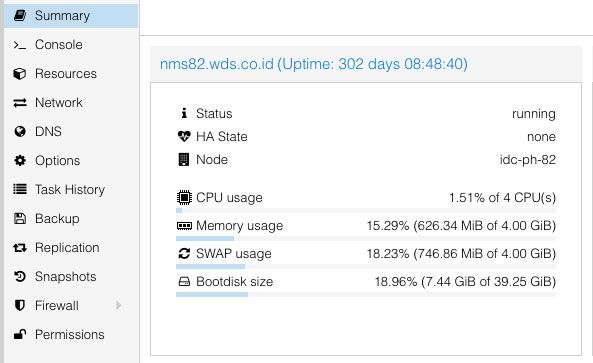 Summary
Console
Resources
Network
DNS
Options
Task History
Backup
Replication
Snapshots
Firewall
Permissions
nms82.wds.co.id (Uptime: 302 days 08:48:40)
Status running
HA State none
Node idc-ph-82
CPU usage 1.51% of 4 CPU(s)
Memory usage 15.29% (626.34 MiB of 4.00 GiB)
SWAP usage 18.23% (746.86 MiB of 4.00 GiB)
Bootdisk size 18.96% (7.44 GiB of 39.25 GiB)